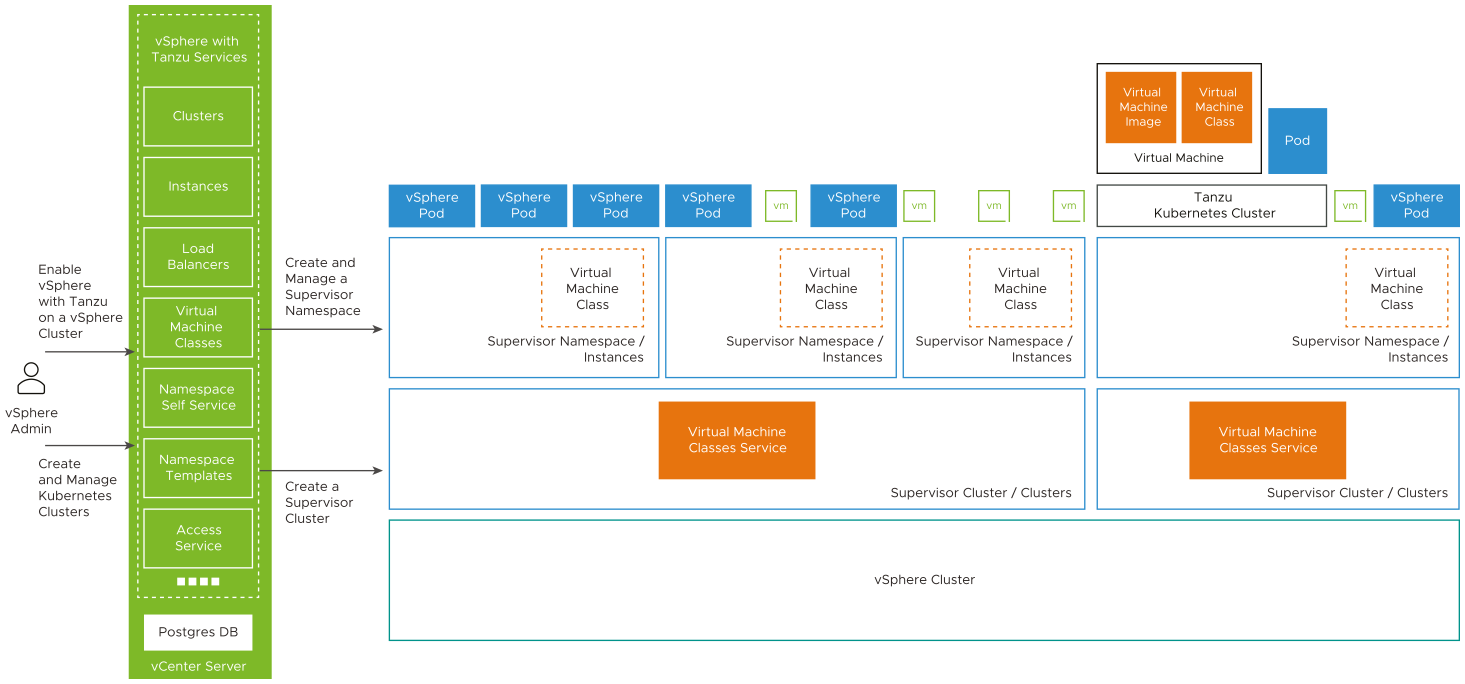 vSphere with
Tanzu Services
Clusters
Instances
Load
Balancers
Virtual
Machine
Classes
Namespace
Self Service
Namespace
Templates
Access
Service
Postgres DB
vCenter Server
Enable
vSphere
with Tanzu
on a vSphere
Cluster
vSphere
Admin
Create
and Manage
Kubernetes
Clusters
Create and
Manage a
Supervisor
Namespace
Create a
Supervisor
Cluster
Virtual
Machine
Image
Virtual
Machine
Class
Virtual Machine
Pod
vSphere
Pod
vSphere
Pod
vSphere
Pod
vSphere
Pod
vm
vSphere
Pod
vm
vm
vm
Tanzu
Kubernetes Cluster
vm
vSphere
Pod
Virtual
Machine
Class
Supervisor Namespace /
Instances
Virtual
Machine
Class
Supervisor Namespace /
Instances
Virtual
Machine
Class
Supervisor Namespace /
Instances
Virtual
Machine
Class
Supervisor Namespace /
Instances
Virtual Machine
Classes Service
Supervisor Cluster / Clusters
Virtual Machine
Classes Service
Supervisor Cluster / Clusters
vSphere Cluster